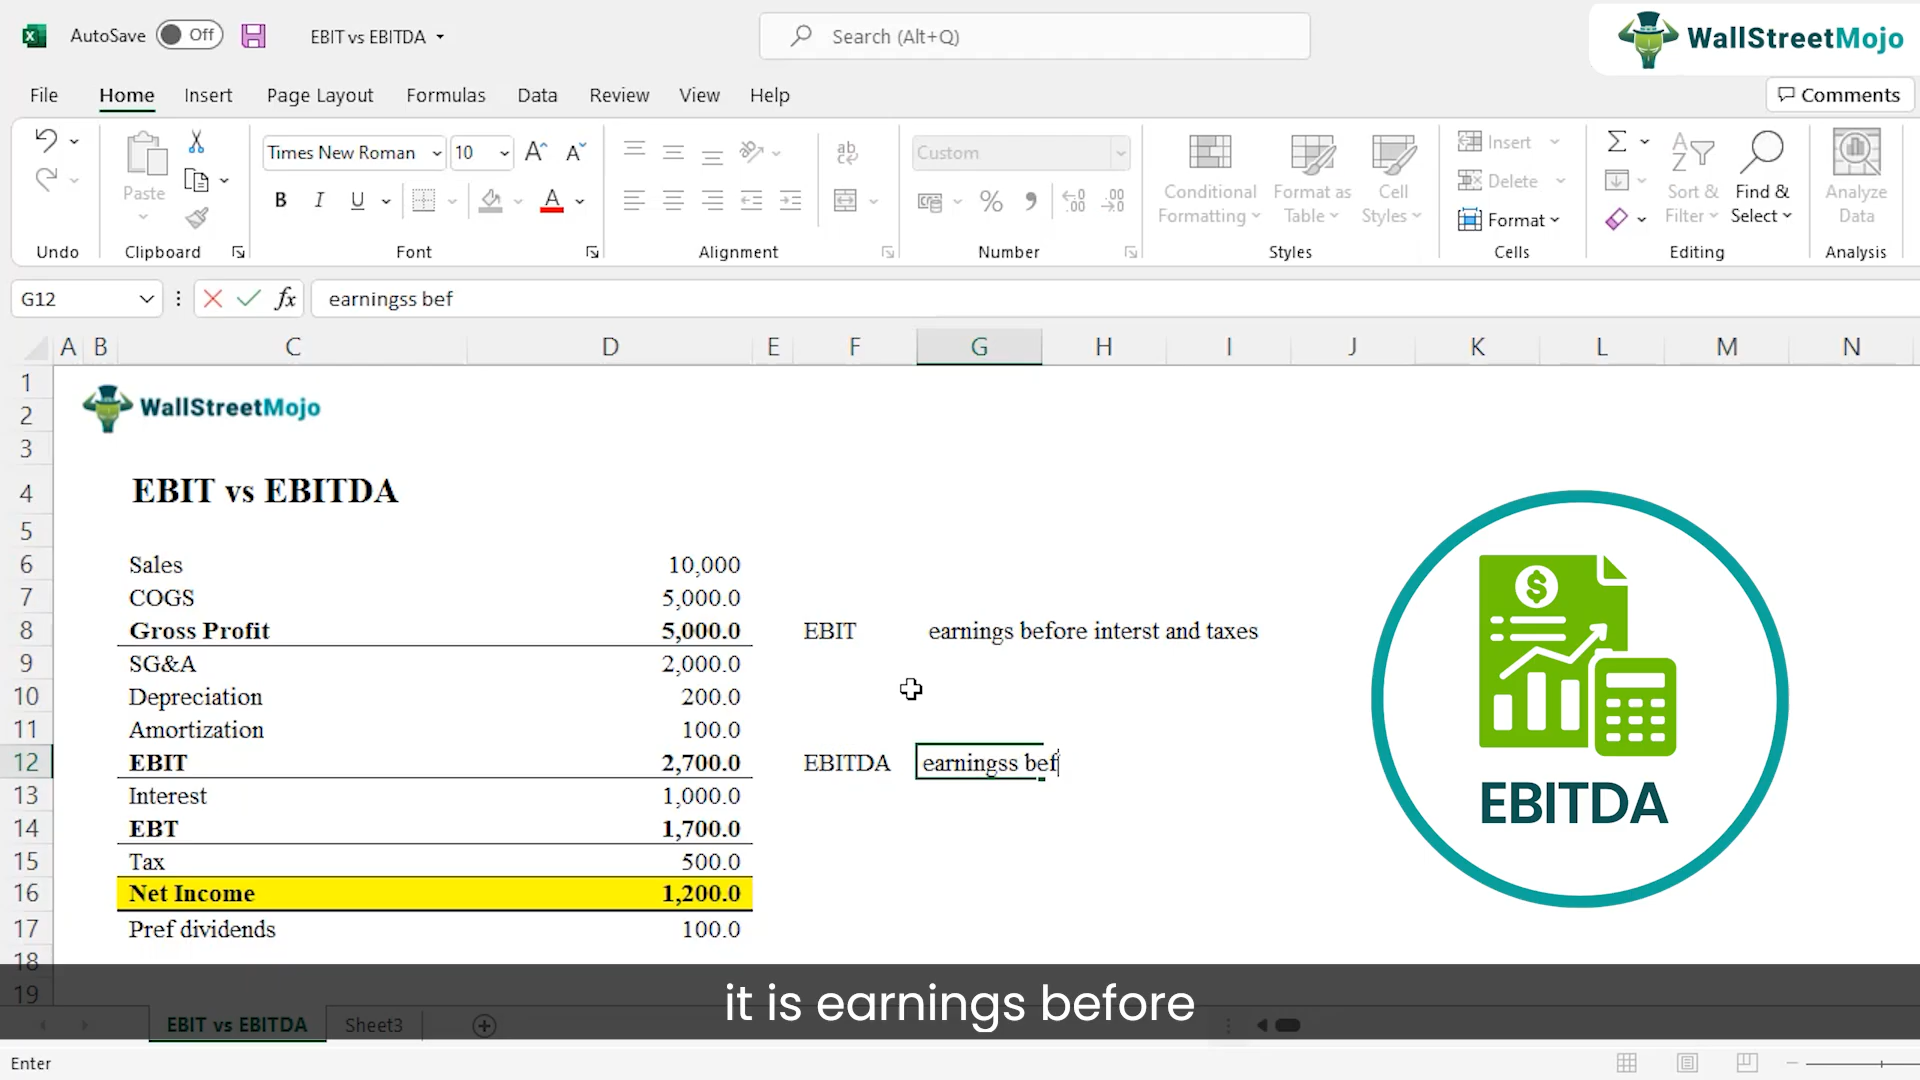 AutoSave Off EBIT vs EBITDA Search (Alt+Q) WallStreetMojo
File Home Insert Page Layout Formulas Data Review View Help Comments
Times New Roman 10 A A ab Custom Insert
Paste Conditional Format as Cell Delete Sort & Find & Analyze
B I U A % Formatting Table Styles Format Filter Select Data
Undo Clipboard Font Alignment Number Styles Cells Editing Analysis
G12 fx earningss bef
A B C D E F G H I J K L M N
1
2 WallStreetMojo
3
4 EBIT vs EBITDA
5
6 Sales 10,000
7 COGS 5,000.0
8 Gross Profit 5,000.0 EBIT earnings before interst and taxes
9 SG&A 2,000.0
10 Depreciation 200.0
11 Amortization 100.0
12 EBIT 2,700.0 EBITDA earningss bef
13 Interest 1,000.0
14 EBT 1,700.0
15 Tax 500.0
16 Net Income 1,200.0
17 Pref dividends 100.0
18
19
$
EBITDA
it is earnings before
EBIT vs EBITDA Sheet3
Enter